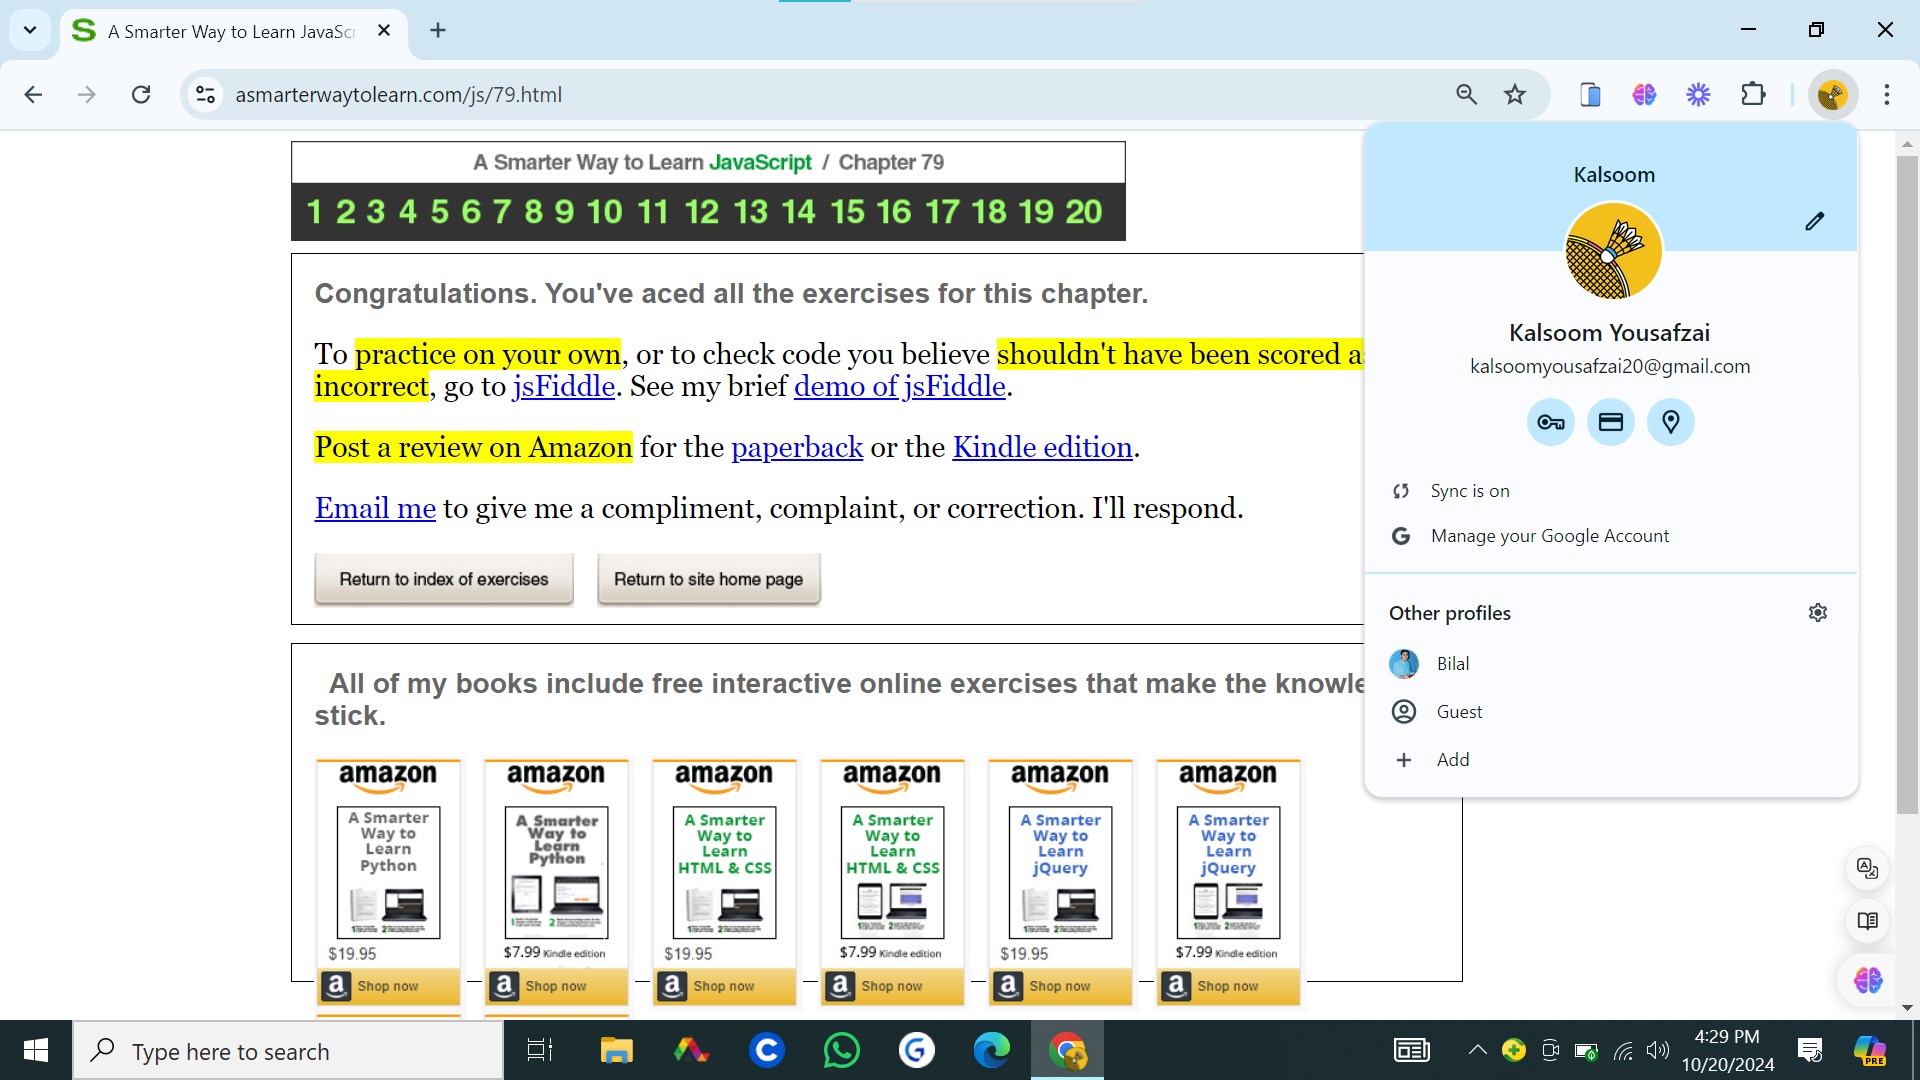 A Smarter Way to Learn JavaScr
asmarterwaytolearn.com/js/79.html
A Smarter Way to Learn JavaScript / Chapter 79
1 2 3 4 5 6 7 8 9 10 11 12 13 14 15 16 17 18 19 20
Congratulations. You've aced all the exercises for this chapter.
To practice on your own, or to check code you believe shouldn't have been scored as
incorrect, go to jsFiddle. See my brief demo of jsFiddle.
Post a review on Amazon for the paperback or the Kindle edition.
Email me to give me a compliment, complaint, or correction. I'll respond.
Return to index of exercises Return to site home page
All of my books include free interactive online exercises that make the knowle
stick.
amazon amazon amazon amazon amazon amazon
A Smarter
Way to
Learn
Python
A Smarter
Way to
Learn
Python
A Smarter
Way to
Learn
HTML & CSS
A Smarter
Way to
Learn
HTML & CSS
A Smarter
Way to
Learn
jQuery
A Smarter
Way to
Learn
jQuery
$19.95 $7.99 Kindle edition $19.95 $7.99 Kindle edition $19.95 $7.99 Kindle edition
a Shop now a Shop now a Shop now a Shop now a Shop now a Shop now
Kalsoom
Kalsoom Yousafzai
kalsoomyousafzai20@gmail.com
Sync is on
Manage your Google Account
Other profiles
Bilal
Guest
Add
Type here to search
4:29 PM
10/20/2024
PRE